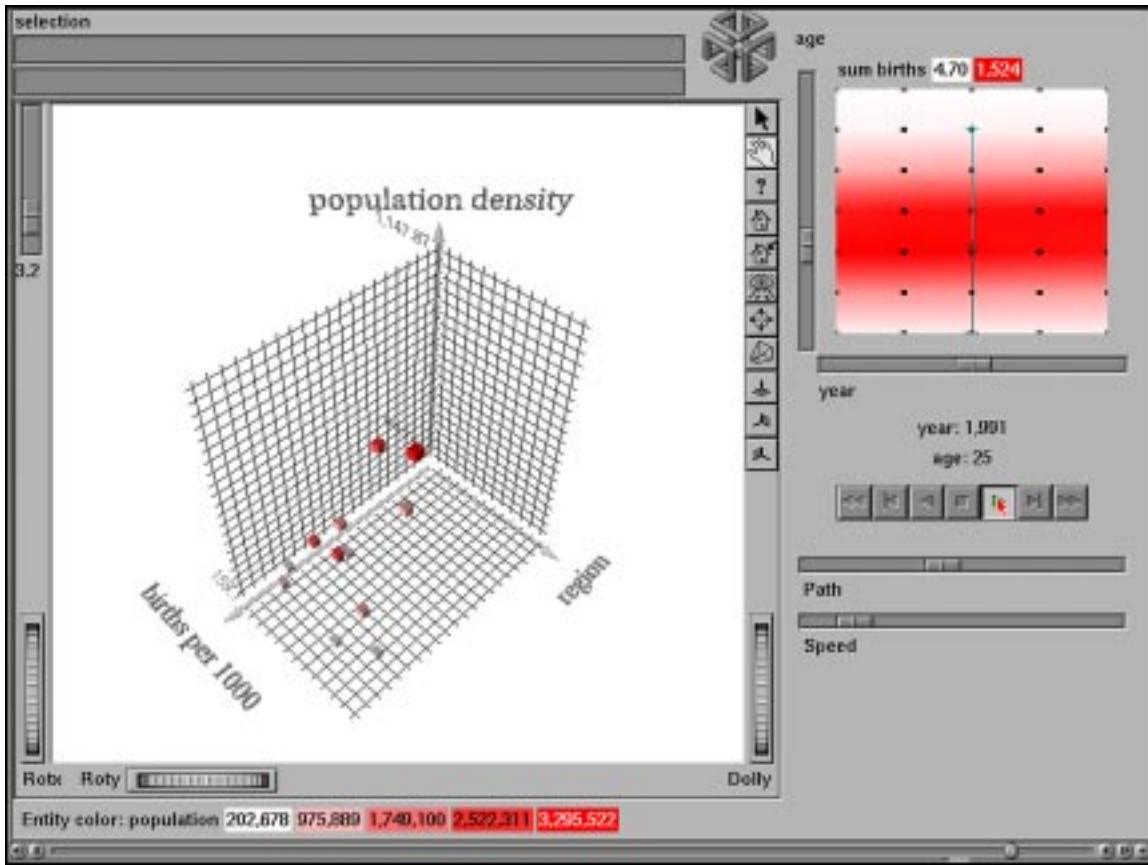 selection
age
sum births 4.70 1.524
population density
1,147.87
3.2
year
year: 1,991
age: 25
<< >>
Path
Speed
region
births per 1000
Rotx Roty Dolly
Entity color: population 202,678 975,889 1,749,100 2,522,311 3,295,522